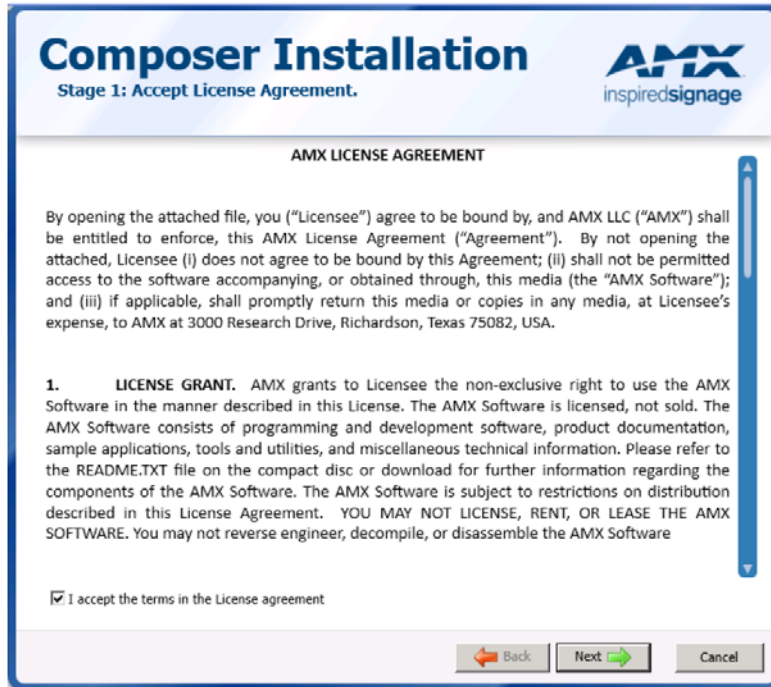 Composer Installation
Stage 1: Accept License Agreement.
AMX
inspiredsignage
AMX LICENSE AGREEMENT
By opening the attached file, you (“Licensee”) agree to be bound by, and AMX LLC (“AMX”) shall
be entitled to enforce, this AMX License Agreement (“Agreement”). By not opening the
attached, Licensee (i) does not agree to be bound by this Agreement; (ii) shall not be permitted
access to the software accompanying, or obtained through, this media (the “AMX Software”);
and (iii) if applicable, shall promptly return this media or copies in any media, at Licensee’s
expense, to AMX at 3000 Research Drive, Richardson, Texas 75082, USA.
1. LICENSE GRANT. AMX grants to Licensee the non-exclusive right to use the AMX
Software in the manner described in this License. The AMX Software is licensed, not sold. The
AMX Software consists of programming and development software, product documentation,
sample applications, tools and utilities, and miscellaneous technical information. Please refer to
the README.TXT file on the compact disc or download for further information regarding the
components of the AMX Software. The AMX Software is subject to restrictions on distribution
described in this License Agreement. YOU MAY NOT LICENSE, RENT, OR LEASE THE AMX
SOFTWARE. You may not reverse engineer, decompile, or disassemble the AMX Software
I accept the terms in the License agreement
Back
Next
Cancel